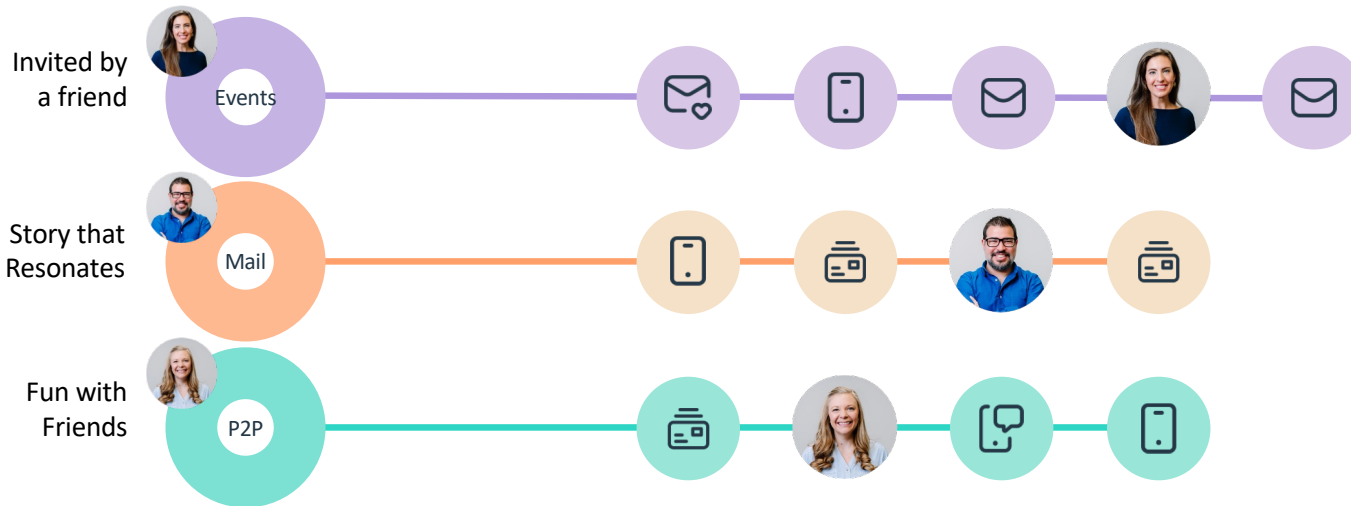 Invited by
a friend
Events
Story that
Resonates
Mail
Fun with
Friends
P2P